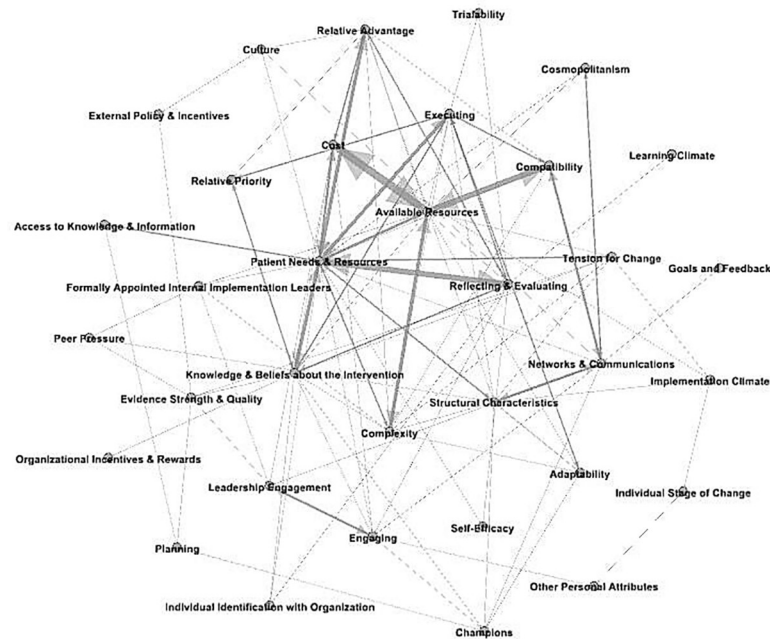 Trialability
Relative Advantage
Culture
Cosmopolitanism
External Policy & Incentives
Executing
Cost
Learning Climate
Compatibility
Relative Priority
Available Resources
Access to Knowledge & Information
Patient Needs & Resources
Tension for Change
Goals and Feedback
Formally Appointed Internal Implementation Leaders
Reflecting & Evaluating
Peer Pressure
Networks & Communications
Knowledge & Beliefs about the Intervention
Implementation Climate
Evidence Strength & Quality
Structural Characteristics
Complexity
Organizational Incentives & Rewards
Adaptability
Leadership Engagement
Individual Stage of Change
Self-Efficacy
Engaging
Planning
Other Personal Attributes
Individual Identification with Organization
Champions